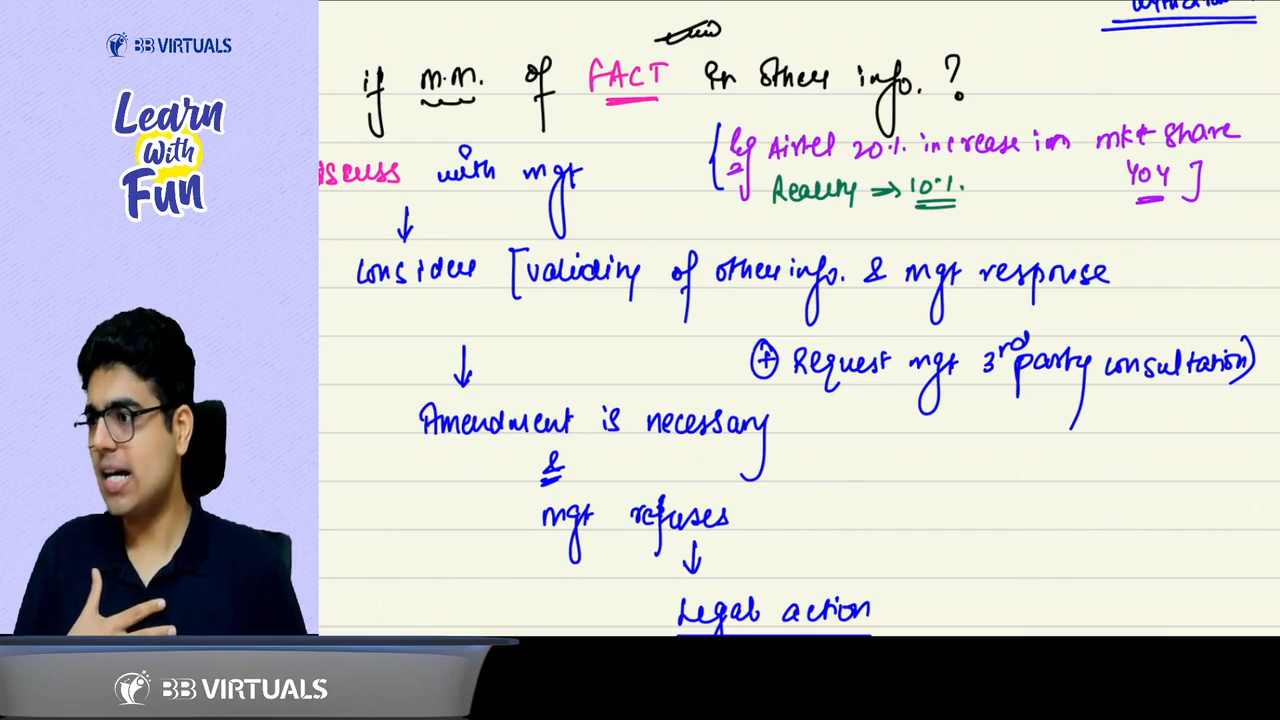 BB VIRTUALS
Learn
With
Fun
if m.m. of FACT in other info. ?
iscuss with mgt
[Eg Airtel 20% increase in mkt share
YOY]
Reality → 10%.
↓
Consider [validity of other info. & mgt response
⊕ Request mgt 3rd party consultation)
↓
Amendment is necessary
&
mgt refuses
↓
Legal action
BB VIRTUALS